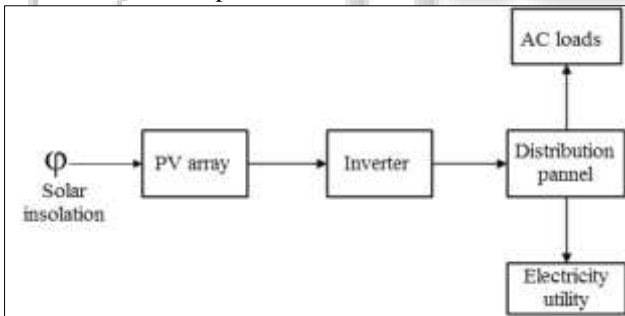 AC loads
φ
Solar
insolation
PV array
Inverter
Distribution
pannel
Electricity
utility